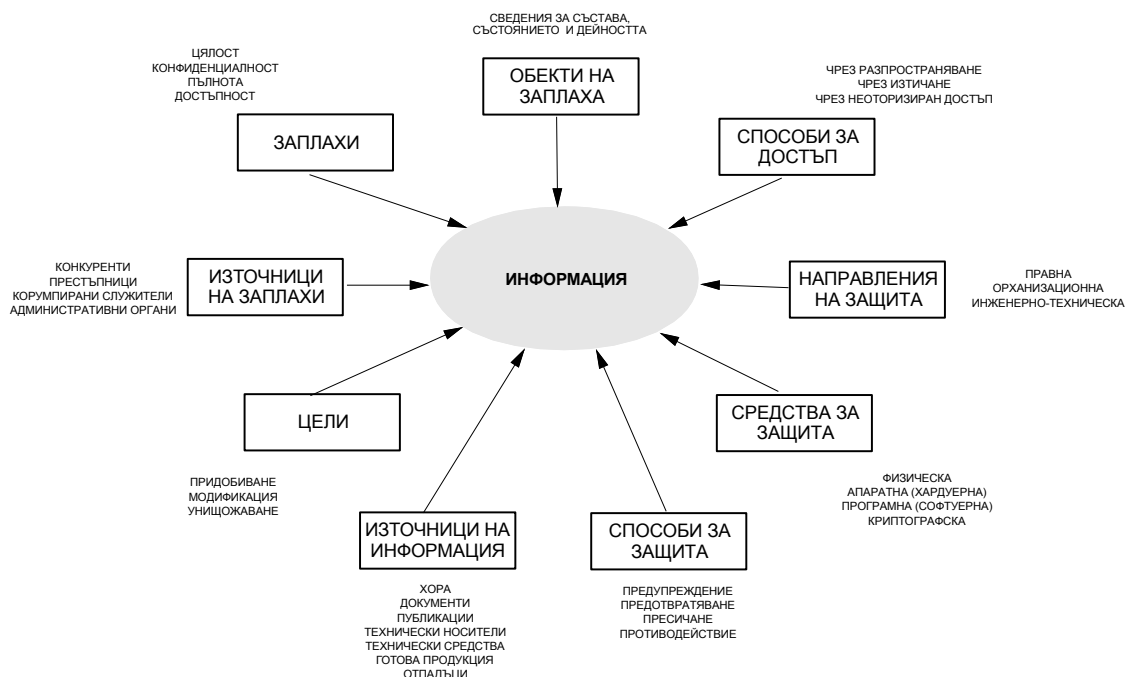 СВЕДЕНИЯ ЗА СЪСТАВА,
СЪСТОЯНИЕТО И ДЕЙНОСТТА
ОБЕКТИ НА
ЗАПЛАХА
ЦЯЛОСТ
КОНФИДЕНЦИАЛНОСТ
ПЪЛНОТА
ДОСТЪПНОСТ
ЗАПЛАХИ
ЧРЕЗ РАЗПРОСТРАНЯВАНЕ
ЧРЕЗ ИЗТИЧАНЕ
ЧРЕЗ НЕОТОРИЗИРАН ДОСТЪП
СПОСОБИ ЗА
ДОСТЪП
КОНКУРЕНТИ
ПРЕСТЪПНИЦИ
КОРУМПИРАНИ СЛУЖИТЕЛИ
АДМИНИСТРАТИВНИ ОРГАНИ
ИЗТОЧНИЦИ
НА ЗАПЛАХИ
ИНФОРМАЦИЯ
НАПРАВЛЕНИЯ
НА ЗАЩИТА
ПРАВНА
ОРХАНИЗАЦИОННА
ИНЖЕНЕРНО-ТЕХНИЧЕСКА
ЦЕЛИ
ПРИДОБИВАНЕ
МОДИФИКАЦИЯ
УНИЩОЖАВАНЕ
СРЕДСТВА ЗА
ЗАЩИТА
ФИЗИЧЕСКА
АПАРАТНА (ХАРДУЕРНА)
ПРОГРАМНА (СОФТУЕРНА)
КРИПТОГРАФСКА
ИЗТОЧНИЦИ НА
ИНФОРМАЦИЯ
ХОРА
ДОКУМЕНТИ
ПУБЛИКАЦИИ
ТЕХНИЧЕСКИ НОСИТЕЛИ
ТЕХНИЧЕСКИ СРЕДСТВА
ГОТОВА ПРОДУКЦИЯ
ОТПАДЪЦИ
СПОСОБИ ЗА
ЗАЩИТА
ПРЕДУПРЕЖДЕНИЕ
ПРЕДОТВРАТЯВАНЕ
ПРЕСИЧАНЕ
ПРОТИВОДЕЙСТВИЕ